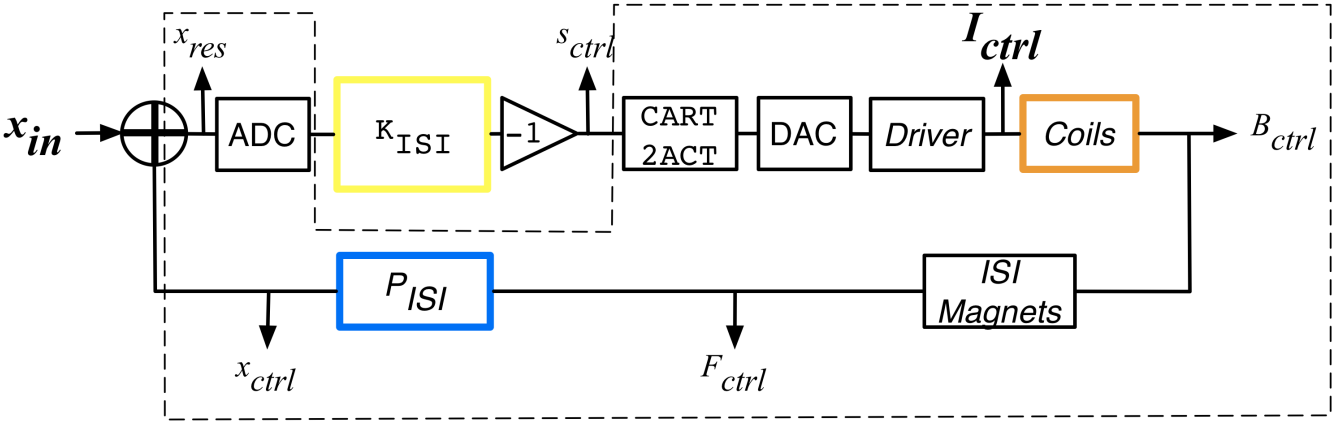 x_res
s_ctrl
I_ctrl
x_in
ADC
K_ISI
-1
CART
2ACT
DAC
Driver
Coils
B_ctrl
P_ISI
ISI
Magnets
x_ctrl
F_ctrl